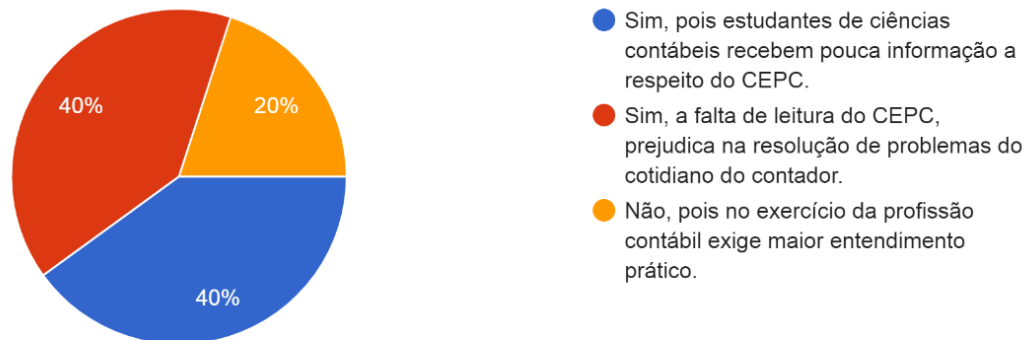 40%
20%
40%
Sim, pois estudantes de ciências
contábeis recebem pouca informação a
respeito do CEPC.
Sim, a falta de leitura do CEPC,
prejudica na resolução de problemas do
cotidiano do contador.
Não, pois no exercício da profissão
contábil exige maior entendimento
prático.